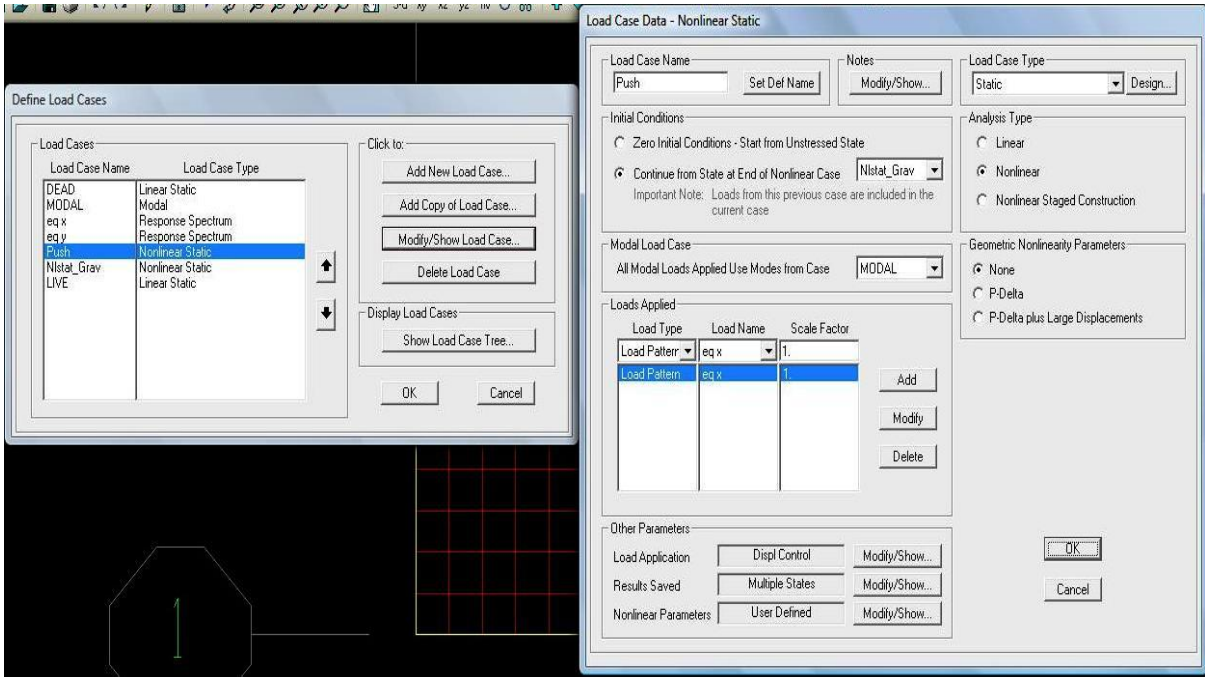 3-d xy xz yz nv
Define Load Cases
Load Cases
Load Case Name Load Case Type
DEAD Linear Static
MODAL Modal
eq x Response Spectrum
eq y Response Spectrum
Push Nonlinear Static
Nlstat_Grav Nonlinear Static
LIVE Linear Static
Click to:
Add New Load Case...
Add Copy of Load Case...
Modify/Show Load Case...
Delete Load Case
Display Load Cases
Show Load Case Tree...
OK Cancel
1
Load Case Data - Nonlinear Static
Load Case Name
Push Set Def Name
Notes
Modify/Show...
Load Case Type
Static Design...
Initial Conditions
Zero Initial Conditions - Start from Unstressed State
Continue from State at End of Nonlinear Case Nlstat_Grav
Important Note: Loads from this previous case are included in the
current case
Analysis Type
Linear
Nonlinear
Nonlinear Staged Construction
Modal Load Case
All Modal Loads Applied Use Modes from Case MODAL
Geometric Nonlinearity Parameters
None
P-Delta
P-Delta plus Large Displacements
Loads Applied
Load Type Load Name Scale Factor
Load Pattern eq x 1.
Load Pattern eq x 1.
Add
Modify
Delete
Other Parameters
Load Application Displ Control Modify/Show...
Results Saved Multiple States Modify/Show...
Nonlinear Parameters User Defined Modify/Show...
OK
Cancel